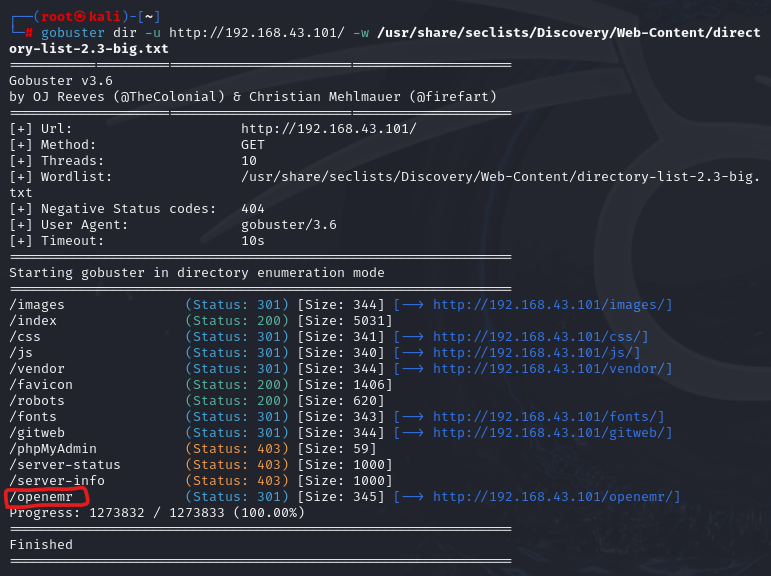 ┌──(root㉿kali)-[~]
└─# gobuster dir -u http://192.168.43.101/ -w /usr/share/seclists/Discovery/Web-Content/direct
ory-list-2.3-big.txt
===============================================================
Gobuster v3.6
by OJ Reeves (@TheColonial) & Christian Mehlmauer (@firefart)
===============================================================
[+] Url:                     http://192.168.43.101/
[+] Method:                  GET
[+] Threads:                 10
[+] Wordlist:                /usr/share/seclists/Discovery/Web-Content/directory-list-2.3-big.
txt
[+] Negative Status codes:   404
[+] User Agent:              gobuster/3.6
[+] Timeout:                 10s
===============================================================
Starting gobuster in directory enumeration mode
===============================================================
/images               (Status: 301) [Size: 344] [--> http://192.168.43.101/images/]
/index                (Status: 200) [Size: 5031]
/css                  (Status: 301) [Size: 341] [--> http://192.168.43.101/css/]
/js                   (Status: 301) [Size: 340] [--> http://192.168.43.101/js/]
/vendor               (Status: 301) [Size: 344] [--> http://192.168.43.101/vendor/]
/favicon              (Status: 200) [Size: 1406]
/robots               (Status: 200) [Size: 620]
/fonts                (Status: 301) [Size: 343] [--> http://192.168.43.101/fonts/]
/gitweb               (Status: 301) [Size: 344] [--> http://192.168.43.101/gitweb/]
/phpMyAdmin           (Status: 403) [Size: 59]
/server-status        (Status: 403) [Size: 1000]
/server-info          (Status: 403) [Size: 1000]
/openemr              (Status: 301) [Size: 345] [--> http://192.168.43.101/openemr/]
Progress: 1273832 / 1273833 (100.00%)
===============================================================
Finished
===============================================================